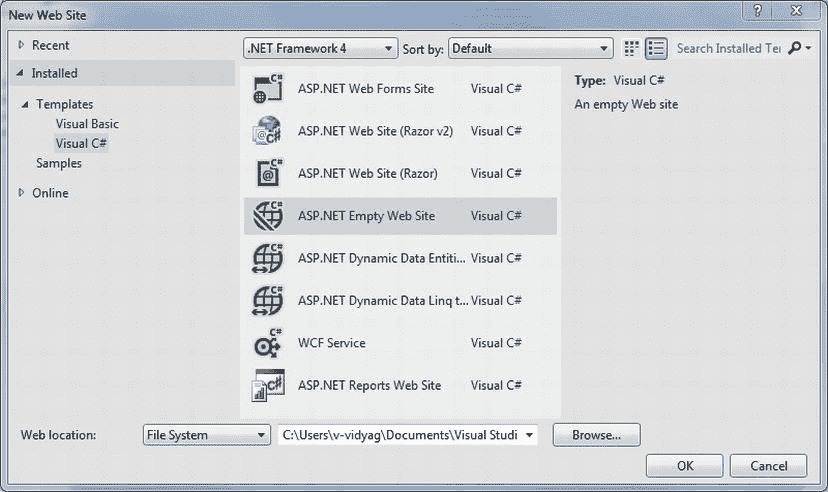 New Web Site
?
Recent
Installed
Templates
Visual Basic
Visual C#
Samples
Online
.NET Framework 4
Sort by:
Default
Search Installed Te
ASP.NET Web Forms Site Visual C#
ASP.NET Web Site (Razor v2) Visual C#
ASP.NET Web Site (Razor) Visual C#
ASP.NET Empty Web Site Visual C#
ASP.NET Dynamic Data Entiti... Visual C#
ASP.NET Dynamic Data Linq t... Visual C#
WCF Service Visual C#
ASP.NET Reports Web Site Visual C#
Type: Visual C#
An empty Web site
Web location:
File System
C:\Users\v-vidyag\Documents\Visual Studi
Browse...
OK
Cancel